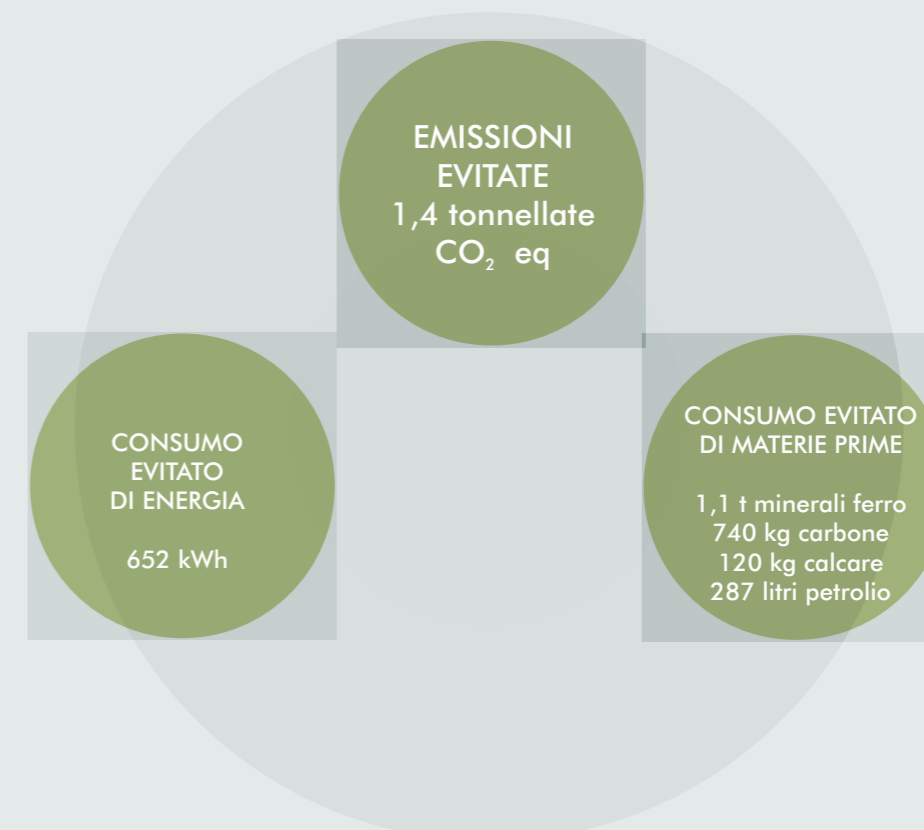 EMISSIONI
EVITATE
1,4 tonnellate
CO₂ eq
CONSUMO
EVITATO
DI ENERGIA
652 kWh
CONSUMO EVITATO
DI MATERIE PRIME
1,1 t minerali ferro
740 kg carbone
120 kg calcare
287 litri petrolio